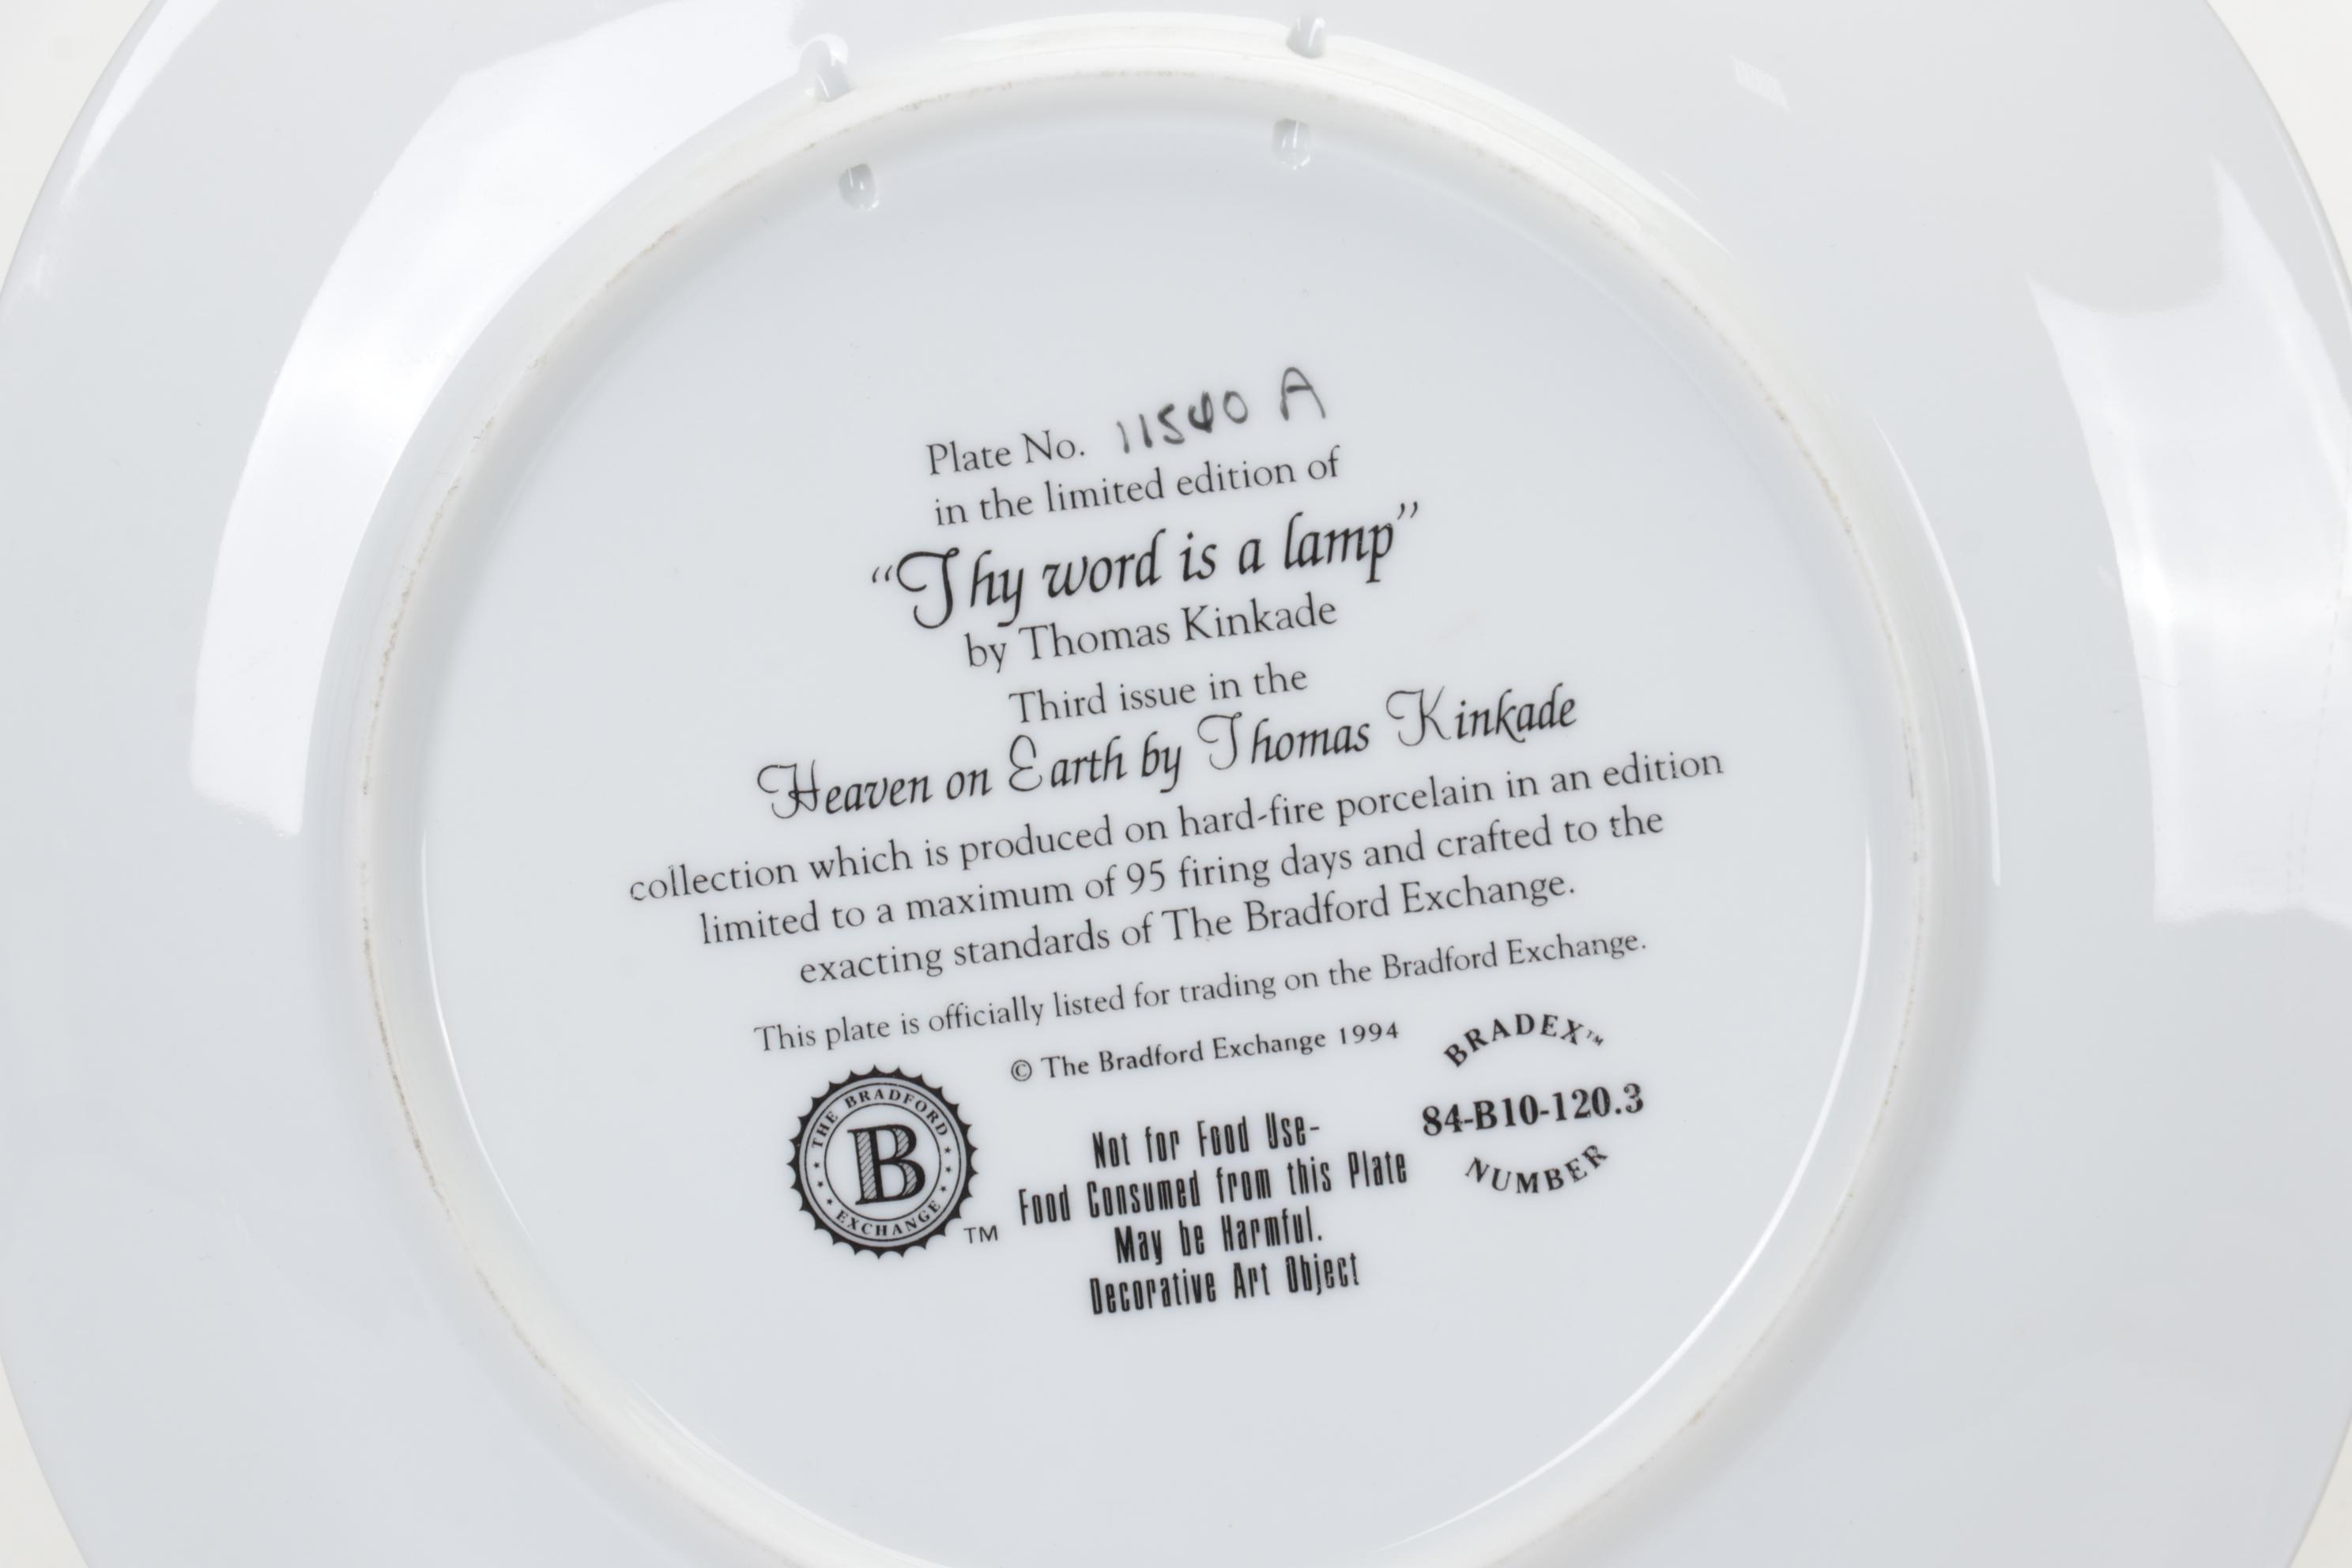 Plate No. 11540 A
in the limited edition of
“Thy word is a lamp”
by Thomas Kinkade
Third issue in the
Heaven on Earth by Thomas Kinkade
collection which is produced on hard-fire porcelain in an edition
limited to a maximum of 95 firing days and crafted to the
exacting standards of The Bradford Exchange.
This plate is officially listed for trading on the Bradford Exchange.
© The Bradford Exchange 1994
THE BRADFORD
B
EXCHANGE
TM
Not for Food Use-
Food Consumed from this Plate
May be Harmful.
Decorative Art Object
BRADEX™
84-B10-120.3
NUMBER